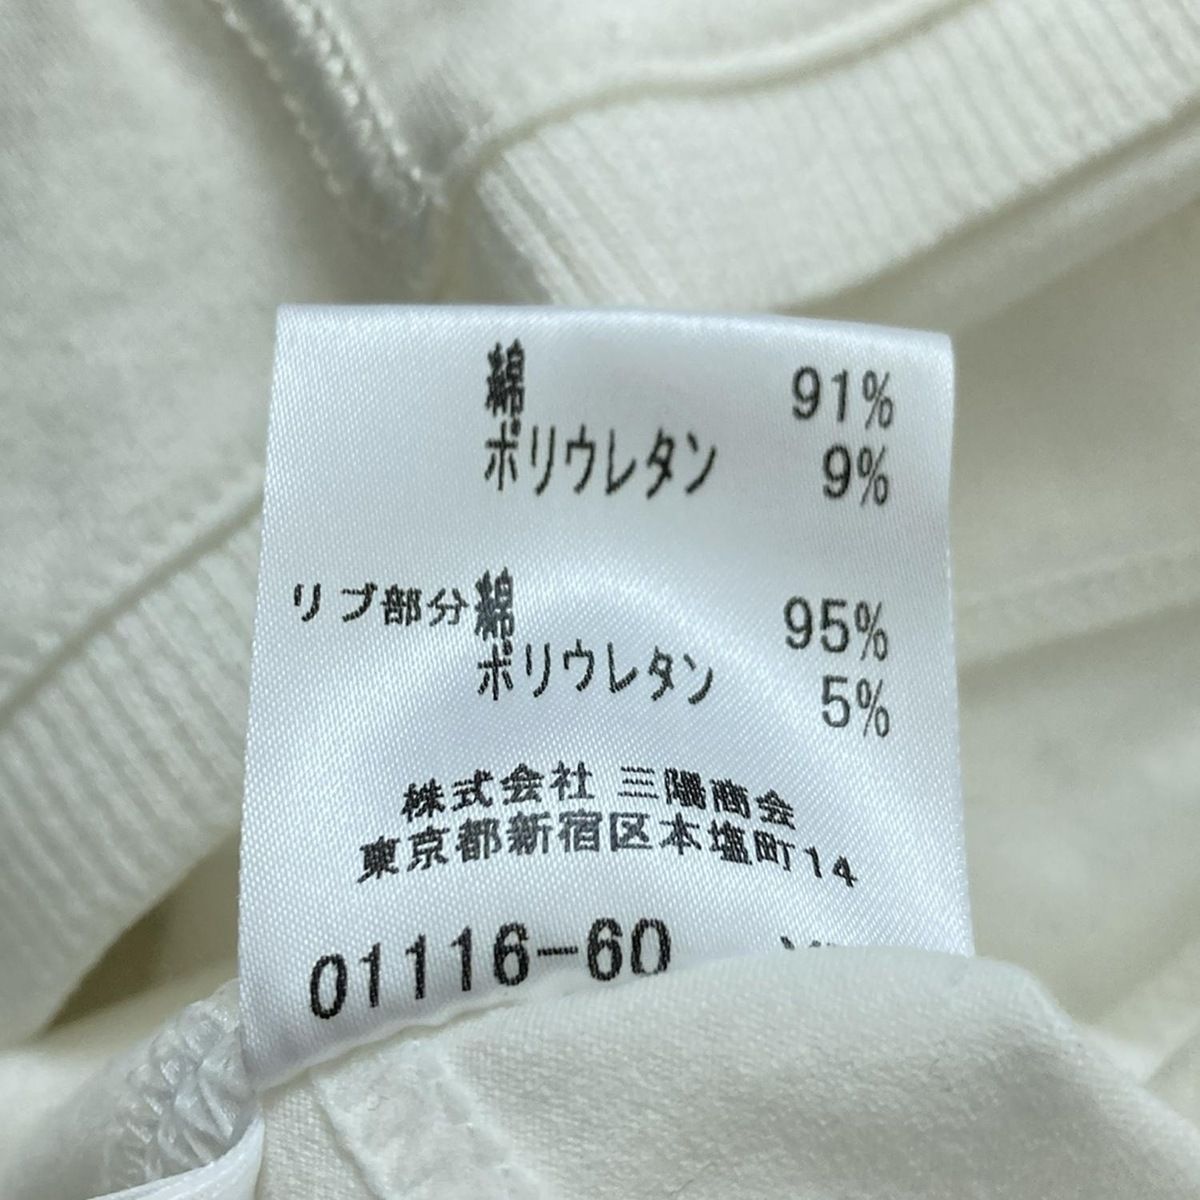 綿 91%
ポリウレタン 9%
リブ部分綿 95%
ポリウレタン 5%
株式会社 三陽商会
東京都新宿区本塩町14
01116-60